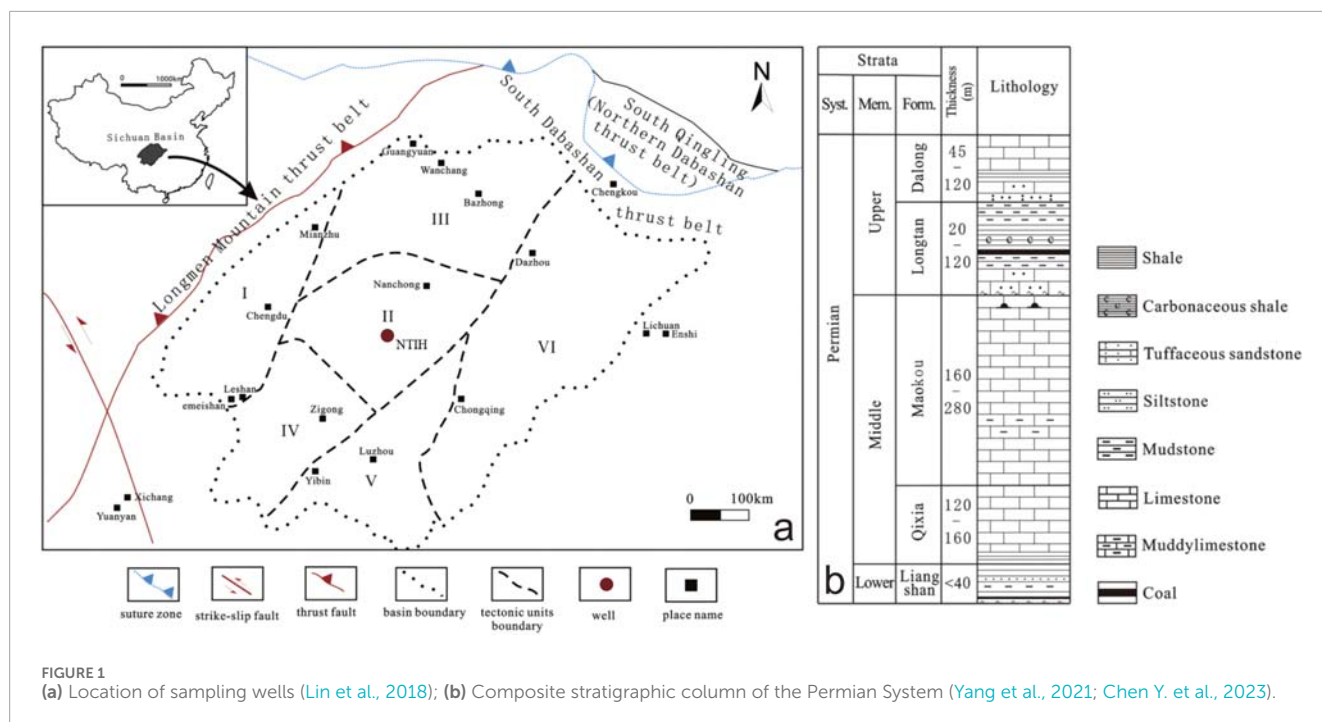 0 1000km
Sichuan Basin
N
Longmen Mountain thrust belt
South Dabashan
thrust belt
South Qingling
(Northern Dabashan
thrust belt)
Guangyuan
Wanchang
Bazhong
Chengkou
III
Mianzhu
Dazhou
I
Chengdu
Nanchong
II
NTIH
VI
Lichuan
Enshi
Leshan
emeishan
Zigong
IV
Chongqing
Luzhou
Yibin
V
Xichang
Yuanyan
0 100km
a
suture zone
strike-slip fault
thrust fault
basin boundary
tectonic units
boundary
well
place name
Strata
Syst.
Mem.
Form.
Thickness
(m)
Lithology
Permian
Upper
Dalong
45
–
120
Longtan
20
–
120
Middle
Maokou
160
–
280
Qixia
120
–
160
Lower
Liang
shan
<40
b
Shale
Carbonaceous shale
Tuffaceous sandstone
Siltstone
Mudstone
Limestone
Muddylimestone
Coal
FIGURE 1
(a) Location of sampling wells (Lin et al., 2018); (b) Composite stratigraphic column of the Permian System (Yang et al., 2021; Chen Y. et al., 2023).